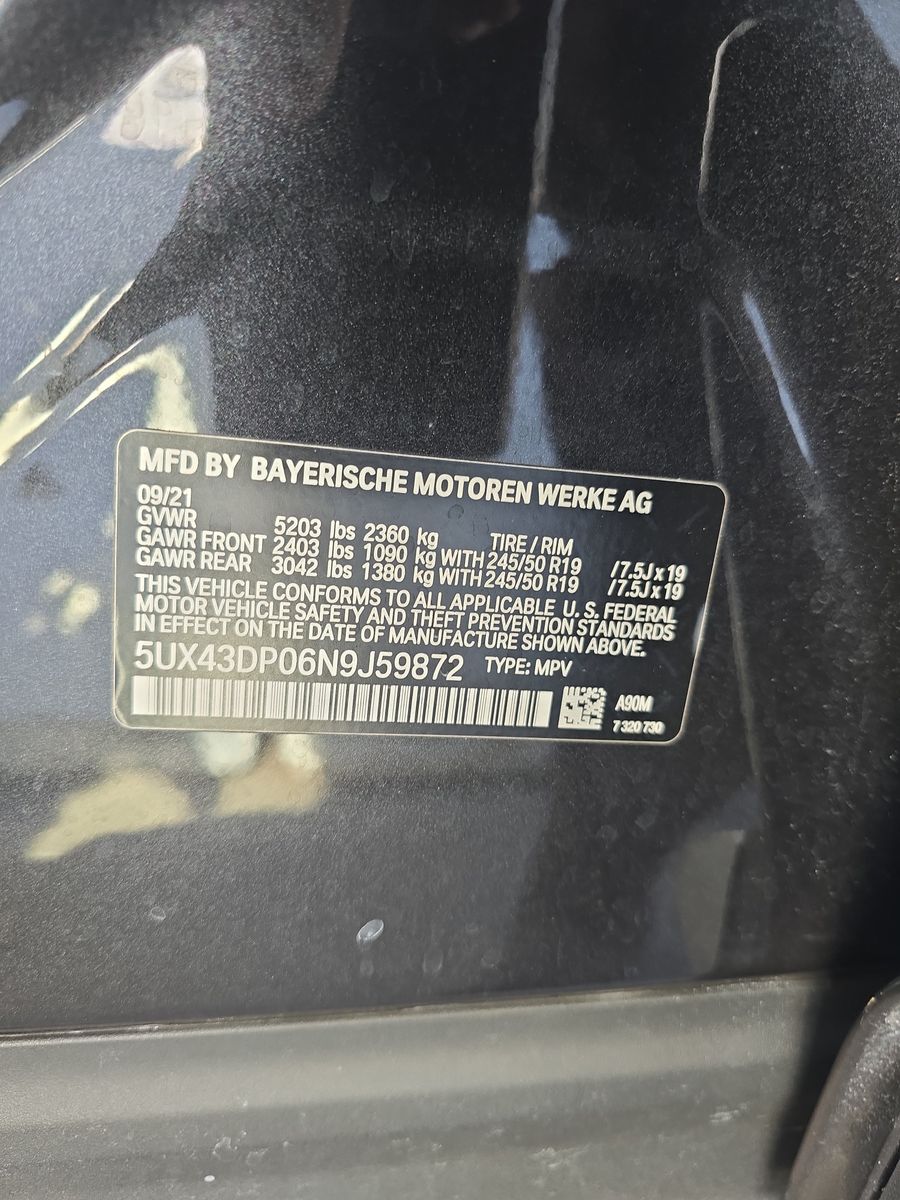 MFD BY BAYERISCHE MOTOREN WERKE AG
09/21
GVWR 5203 lbs 2360 kg TIRE / RIM
GAWR FRONT 2403 lbs 1090 kg WITH 245/50 R19 /7.5J x 19
GAWR REAR 3042 lbs 1380 kg WITH 245/50 R19 /7.5J x 19
THIS VEHICLE CONFORMS TO ALL APPLICABLE U. S. FEDERAL
MOTOR VEHICLE SAFETY AND THEFT PREVENTION STANDARDS
IN EFFECT ON THE DATE OF MANUFACTURE SHOWN ABOVE.
5UX43DP06N9J59872 TYPE: MPV
A90M
7 320 730